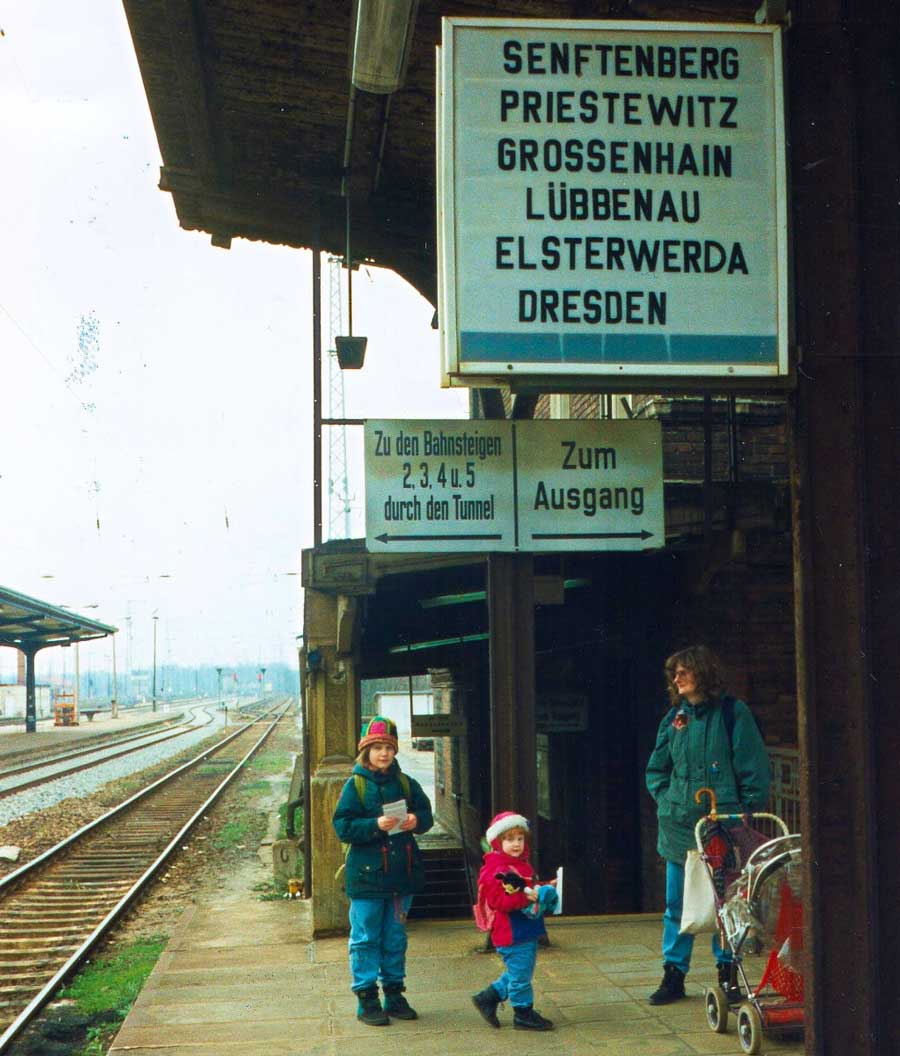 SENFTENBERG
PRIESTEWITZ
GROSSENHAIN
LÜBBENAU
ELSTERWERDA
DRESDEN
Zu den Bahnsteigen
2, 3, 4 u. 5
durch den Tunnel
Zum
Ausgang